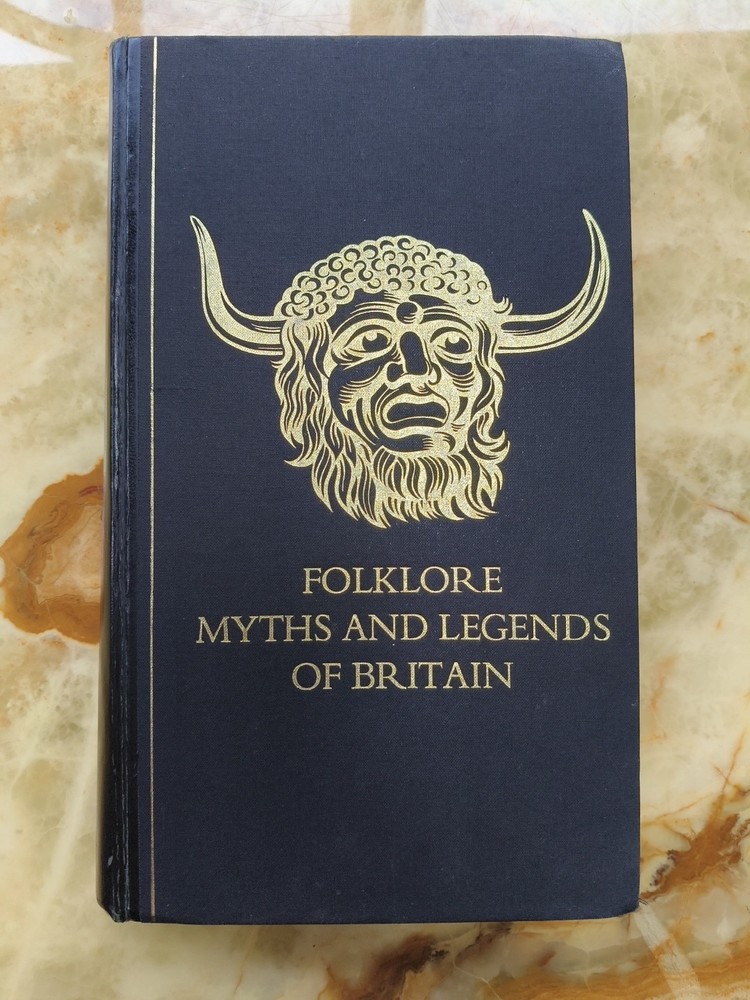 FOLKLORE
MYTHS AND LEGENDS
OF BRITAIN